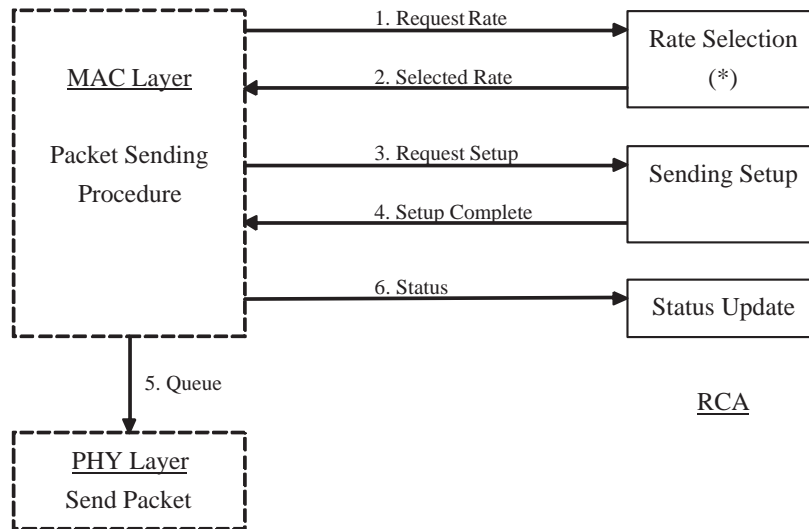 1. Request Rate
Rate Selection
(*)
MAC Layer
2. Selected Rate
Packet Sending
Procedure
3. Request Setup
Sending Setup
4. Setup Complete
6. Status
Status Update
5. Queue
RCA
PHY Layer
Send Packet